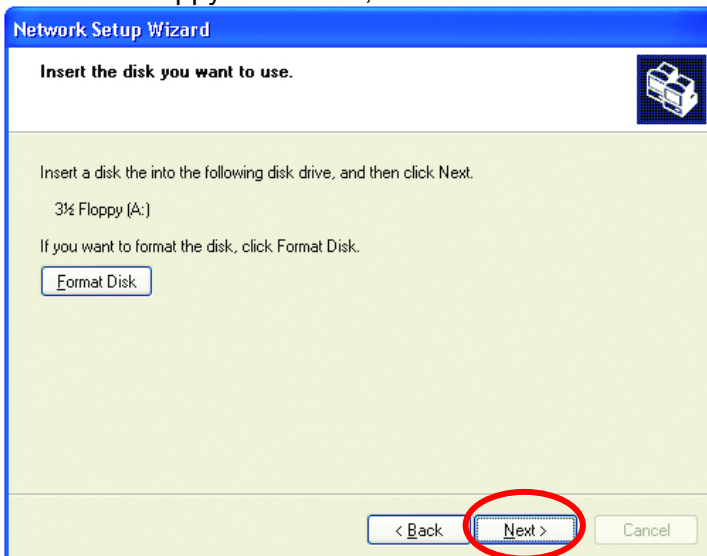 Network Setup Wizard
Insert the disk you want to use.
Insert a disk the into the following disk drive, and then click Next.
3½ Floppy (A:)
If you want to format the disk, click Format Disk.
Format Disk
< Back Next > Cancel